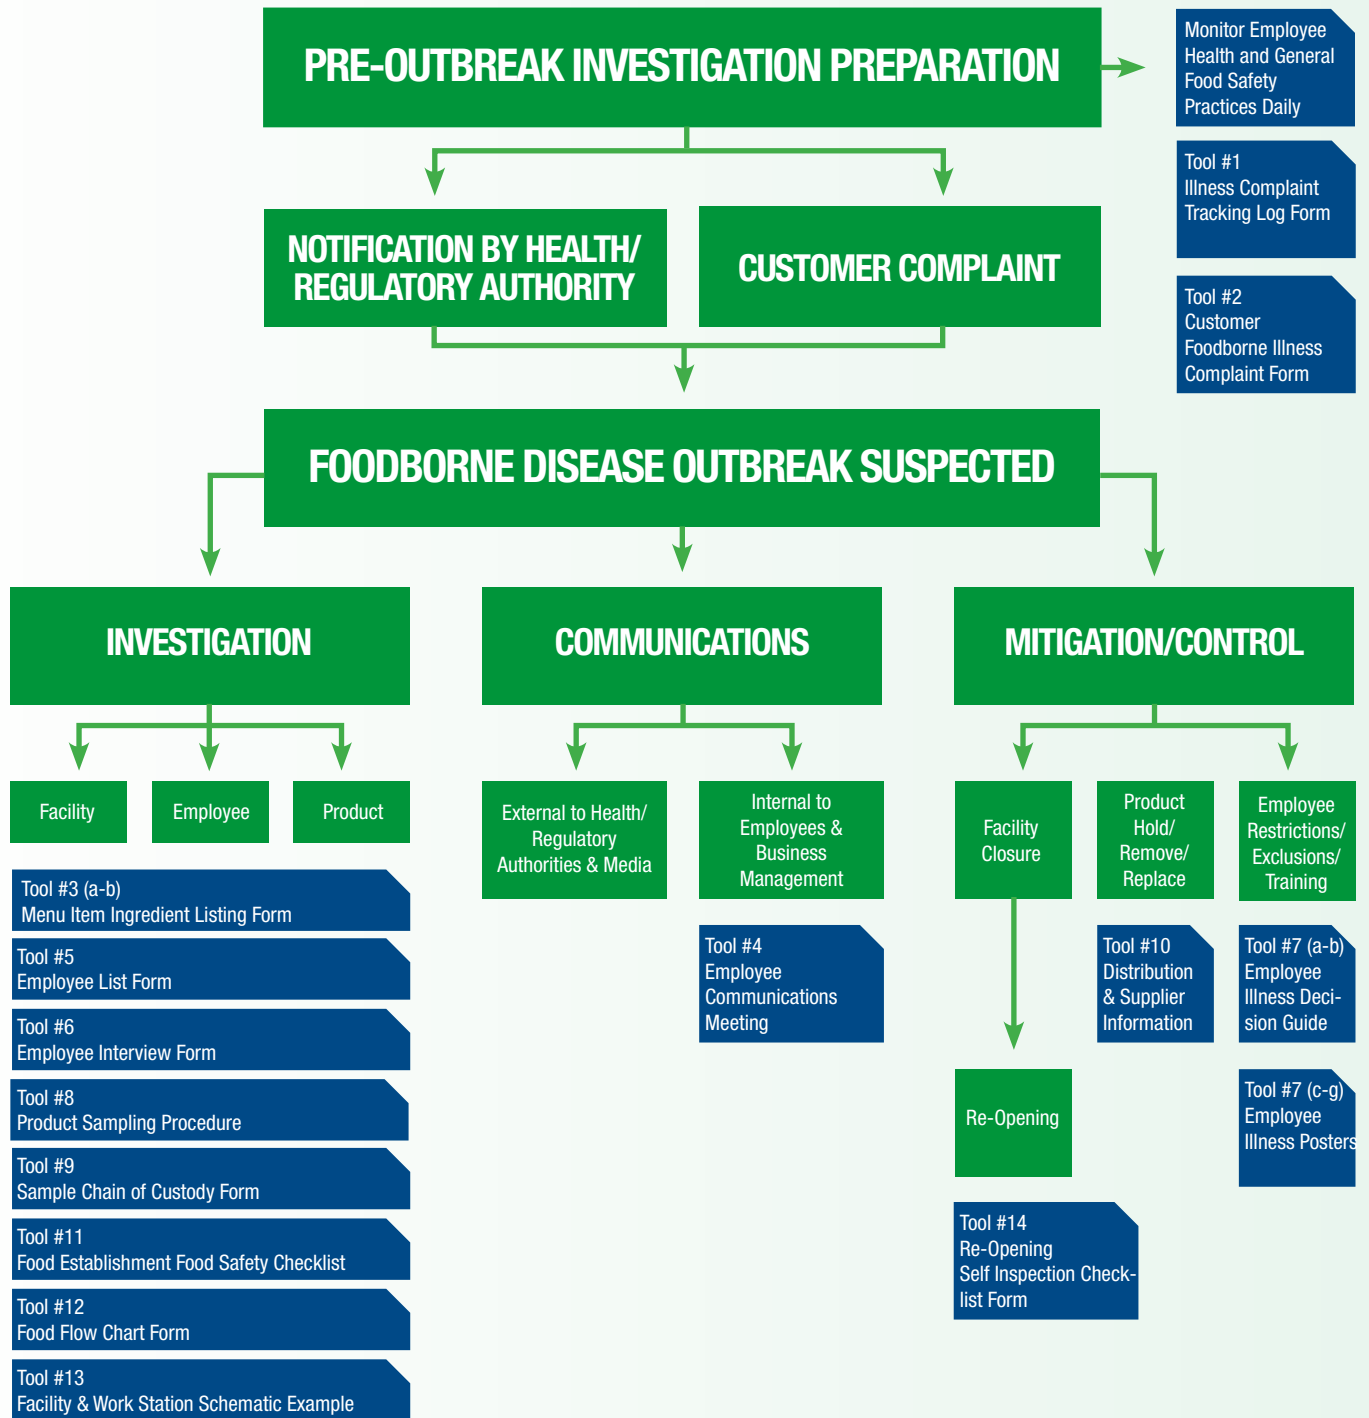 PRE-OUTBREAK INVESTIGATION PREPARATION
Monitor Employee
Health and General
Food Safety
Practices Daily
Tool #1
Illness Complaint
Tracking Log Form
Tool #2
Customer
Foodborne Illness
Complaint Form
NOTIFICATION BY HEALTH/
REGULATORY AUTHORITY
CUSTOMER COMPLAINT
FOODBORNE DISEASE OUTBREAK SUSPECTED
INVESTIGATION
COMMUNICATIONS
MITIGATION/CONTROL
Facility
Employee
Product
External to Health/
Regulatory
Authorities & Media
Internal to
Employees &
Business
Management
Facility
Closure
Product
Hold/
Remove/
Replace
Employee
Restrictions/
Exclusions/
Training
Tool #3 (a-b)
Menu Item Ingredient Listing Form
Tool #5
Employee List Form
Tool #6
Employee Interview Form
Tool #8
Product Sampling Procedure
Tool #9
Sample Chain of Custody Form
Tool #11
Food Establishment Food Safety Checklist
Tool #12
Food Flow Chart Form
Tool #13
Facility & Work Station Schematic Example
Tool #4
Employee
Communications
Meeting
Tool #10
Distribution
& Supplier
Information
Tool #7 (a-b)
Employee
Illness Deci-
sion Guide
Re-Opening
Tool #7 (c-g)
Employee
Illness Posters
Tool #14
Re-Opening
Self Inspection Check-
list Form